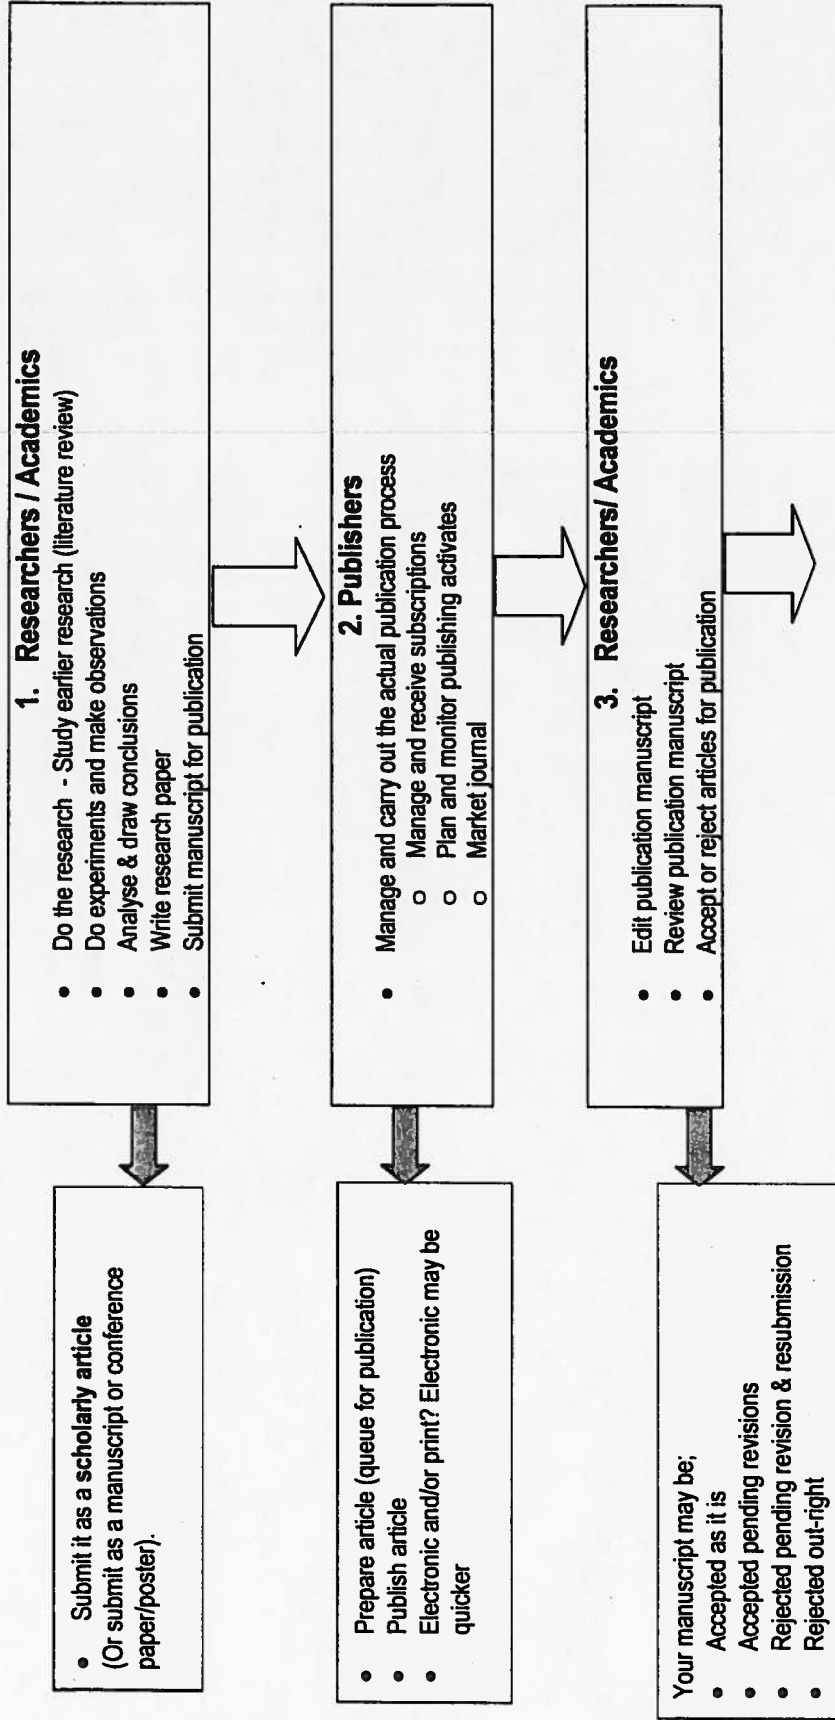 1. Researchers / Academics
• Do the research - Study earlier research (literature review)
• Do experiments and make observations
• Analyse & draw conclusions
• Write research paper
• Submit manuscript for publication
• Submit it as a scholarly article
(Or submit as a manuscript or conference
paper/poster).
2. Publishers
• Manage and carry out the actual publication process
o Manage and receive subscriptions
o Plan and monitor publishing activates
o Market journal
• Prepare article (queue for publication)
• Publish article
• Electronic and/or print? Electronic may be
quicker
3. Researchers/ Academics
• Edit publication manuscript
• Review publication manuscript
• Accept or reject articles for publication
Your manuscript may be;
• Accepted as it is
• Accepted pending revisions
• Rejected pending revision & resubmission
• Rejected out-right